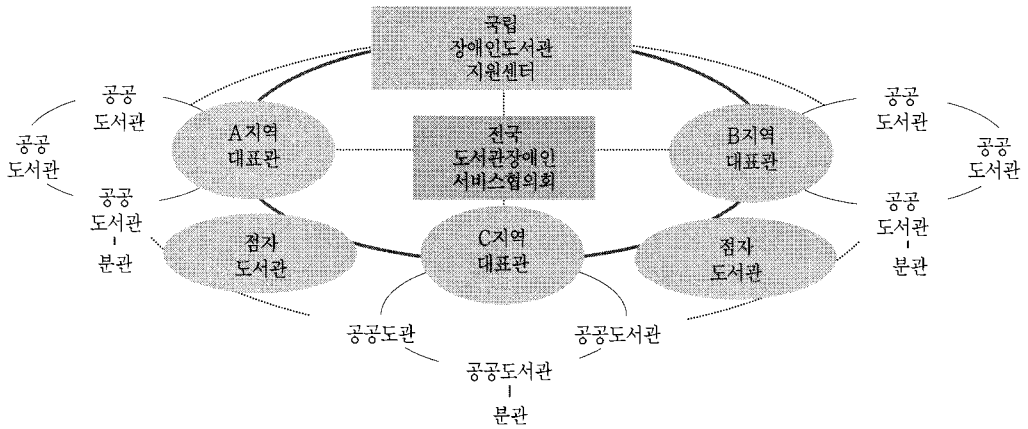 국립
장애인도서관
지원센터
공공
도서관
공공
도서관
공공
도서관
분관
A지역
대표관
전국
도서관장애인
서비스협의회
B지역
대표관
공공
도서관
공공
도서관
공공
도서관
분관
점자
도서관
C지역
대표관
점자
도서관
공공도관
공공도서관
공공도서관
분관